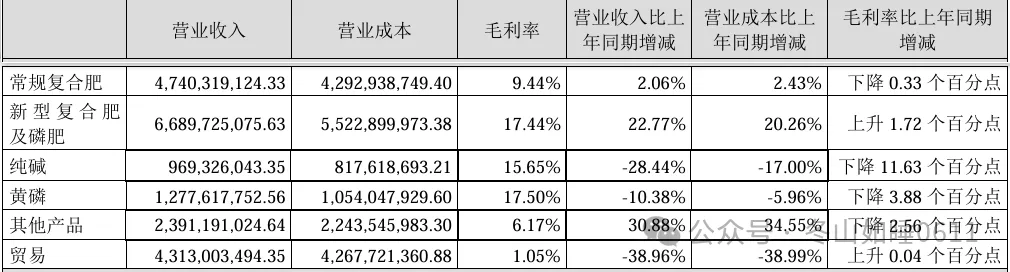 营业收入 营业成本 毛利率 营业收入比上年同期增减 营业成本比上年同期增减 毛利率比上年同期增减
常规复合肥 4,740,319,124.33 4,292,938,749.40 9.44% 2.06% 2.43% 下降 0.33 个百分点
新型复合肥及磷肥 6,689,725,075.63 5,522,899,973.38 17.44% 22.77% 20.26% 上升 1.72 个百分点
纯碱 969,326,043.35 817,618,693.21 15.65% -28.44% -17.00% 下降 11.63 个百分点
黄磷 1,277,617,752.56 1,054,047,929.60 17.50% -10.38% -5.96% 下降 3.88 个百分点
其他产品 2,391,191,024.64 2,243,545,983.30 6.17% 30.88% 34.55% 下降 2.56 个百分点
公众号·冬山如睡0611
贸易 4,313,003,494.35 4,267,721,360.88 1.05% -38.96% -38.99% 上升 0.04 个百分点